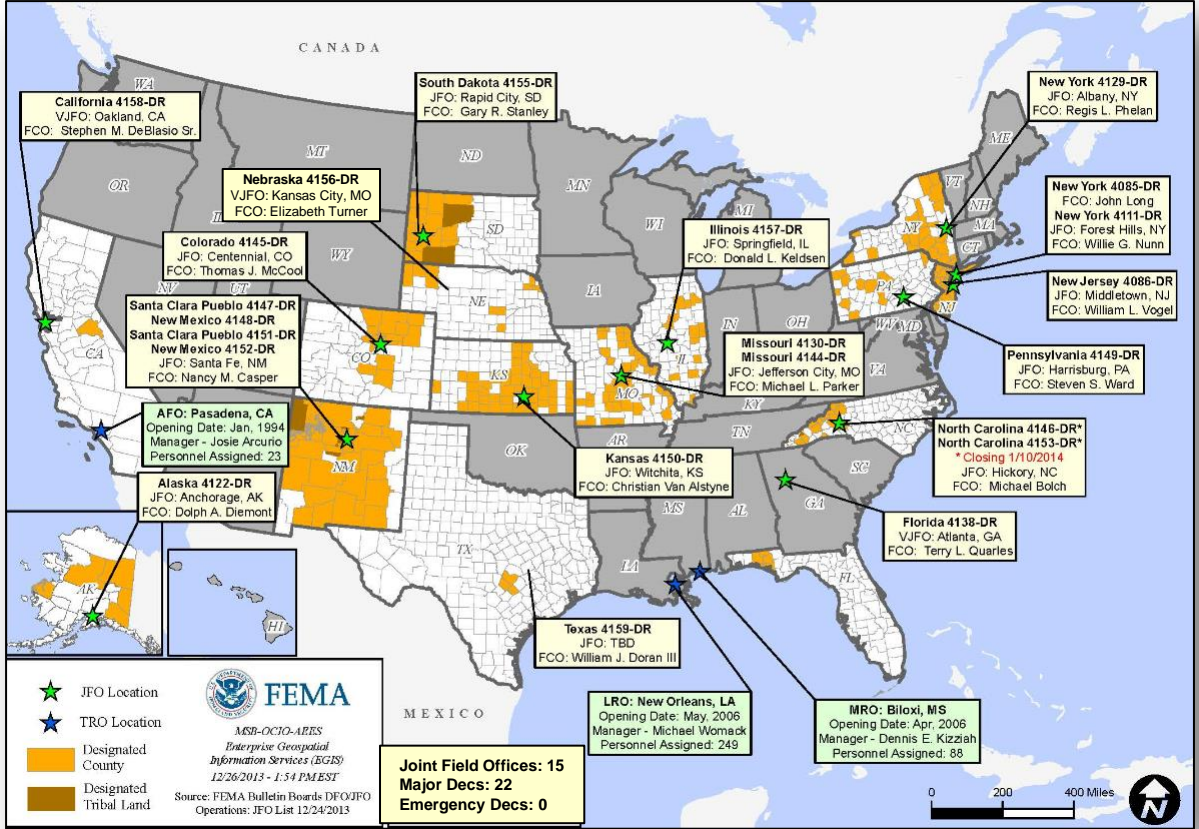 CANADA
WA
California 4158-DR
VJFO: Oakland, CA
FCO: Stephen M. DeBlasio Sr.
South Dakota 4155-DR
JFO: Rapid City, SD
FCO: Gary R. Stanley
New York 4129-DR
JFO: Albany, NY
FCO: Regis L. Phelan
MT
ND
MN
ME
OR
Nebraska 4156-DR
VJFO: Kansas City, MO
FCO: Elizabeth Turner
SD
WI
MI
VT
NH
MA
CT
NY
New York 4085-DR
FCO: John Long
New York 4111-DR
JFO: Forest Hills, NY
FCO: Willie G. Nunn
Colorado 4145-DR
JFO: Centennial, CO
FCO: Thomas J. McCool
WY
Illinois 4157-DR
JFO: Springfield, IL
FCO: Donald L. Keldsen
New Jersey 4086-DR
JFO: Middletown, NJ
FCO: William L. Vogel
NV
UT
NE
IA
PA
NJ
Santa Clara Pueblo 4147-DR
New Mexico 4148-DR
Santa Clara Pueblo 4151-DR
New Mexico 4152-DR
JFO: Santa Fe, NM
FCO: Nancy M. Casper
CA
CO
KS
MO
IL
IN
OH
WV
MD
VA
KY
Missouri 4130-DR
Missouri 4144-DR
JFO: Jefferson City, MO
FCO: Michael L. Parker
Pennsylvania 4149-DR
JFO: Harrisburg, PA
FCO: Steven S. Ward
AFO: Pasadena, CA
Opening Date: Jan, 1994
Manager - Josie Arcurio
Personnel Assigned: 23
NM
OK
AR
TN
NC
SC
North Carolina 4146-DR*
North Carolina 4153-DR*
* Closing 1/10/2014
JFO: Hickory, NC
FCO: Michael Bolch
Kansas 4150-DR
JFO: Witchita, KS
FCO: Christian Van Alstyne
Alaska 4122-DR
JFO: Anchorage, AK
FCO: Dolph A. Diemont
MS
AL
GA
Florida 4138-DR
VJFO: Atlanta, GA
FCO: Terry L. Quarles
TX
LA
FL
AK
HI
Texas 4159-DR
JFO: TBD
FCO: William J. Doran III
LRO: New Orleans, LA
Opening Date: May, 2006
Manager - Michael Womack
Personnel Assigned: 249
MRO: Biloxi, MS
Opening Date: Apr, 2006
Manager - Dennis E. Kizziah
Personnel Assigned: 88
MEXICO
JFO Location
TRO Location
Designated
County
Designated
Tribal Land
FEMA
MSB-OCIO-AEES
Enterprise Geospatial
Information Services (EGIS)
12/26/2013 - 1:54 PM EST
Source: FEMA Bulletin Boards DFO/JFO
Operations: JFO List 12/24/2013
Joint Field Offices: 15
Major Decs: 22
Emergency Decs: 0
0 200 400 Miles
N